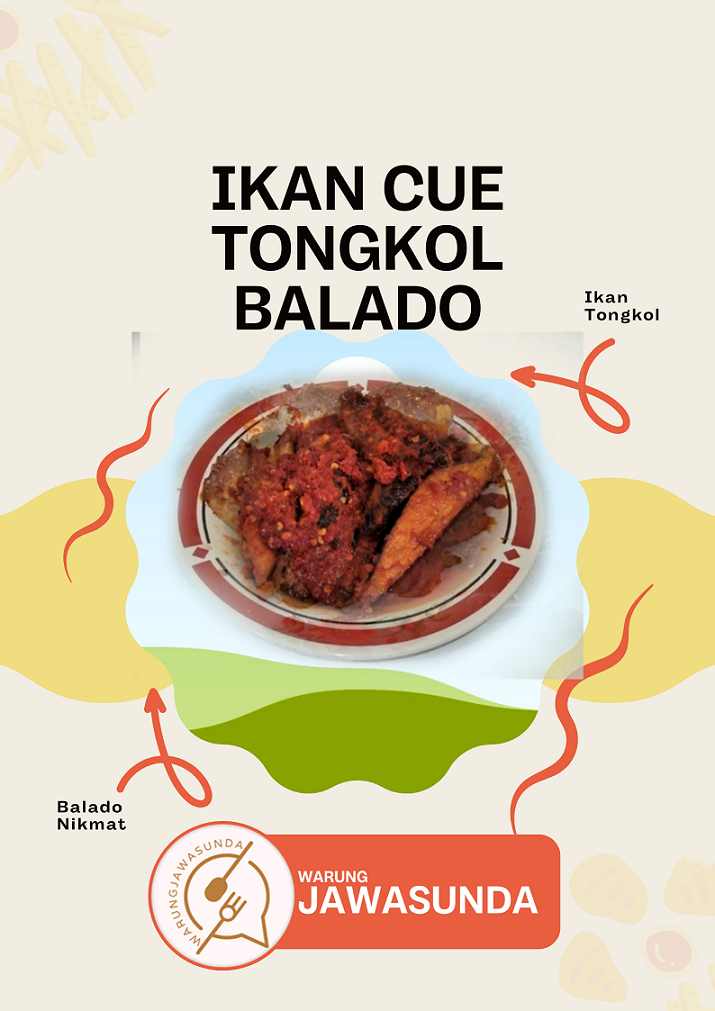 IKAN CUE
TONGKOL
BALADO
Ikan
Tongkol
Balado
Nikmat
WARUNGJAWASUNDA
WARUNG
JAWASUNDA